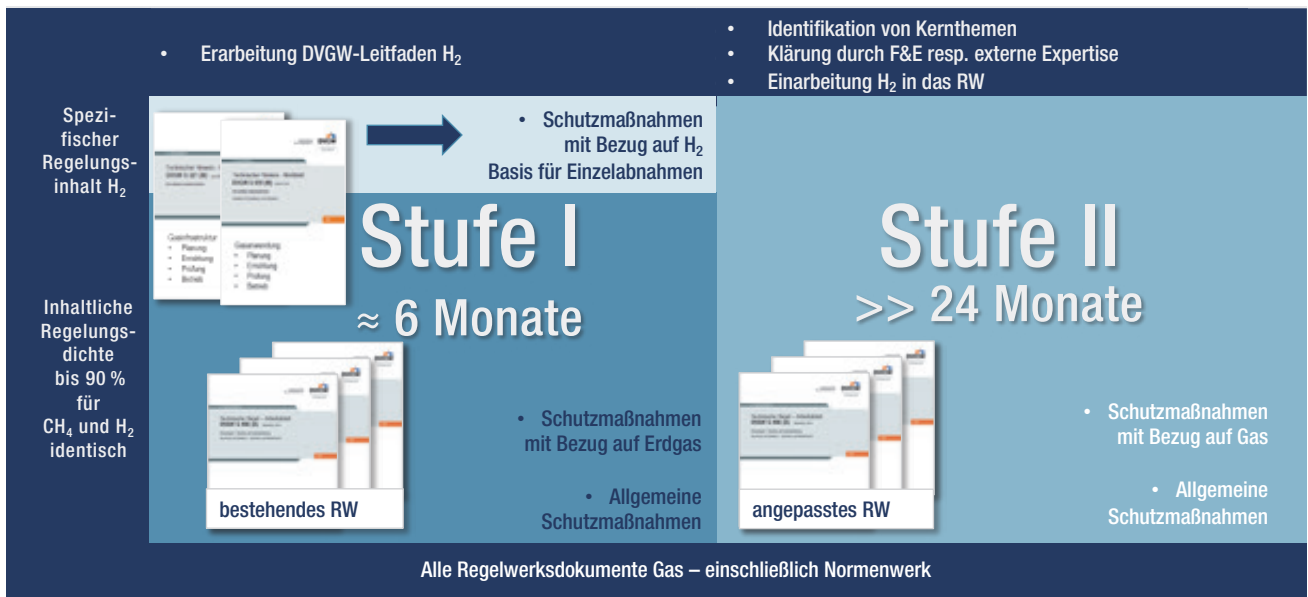 • Erarbeitung DVGW-Leitfaden H₂
• Identifikation von Kernthemen
• Klärung durch F&E resp. externe Expertise
• Einarbeitung H₂ in das RW
Spezi-
fischer
Regelungs-
inhalt H₂
• Schutzmaßnahmen
mit Bezug auf H₂
Basis für Einzelabnahmen
Gasinfrastruktur
• Planung
• Errichtung
• Prüfung
• Betrieb
Gasanwendung
• Planung
• Errichtung
• Prüfung
• Betrieb
Stufe I
≈ 6 Monate
Stufe II
>> 24 Monate
Inhaltliche
Regelungs-
dichte
bis 90 %
für
CH₄ und H₂
identisch
• Schutzmaßnahmen
mit Bezug auf Erdgas
• Allgemeine
Schutzmaßnahmen
bestehendes RW
• Schutzmaßnahmen
mit Bezug auf Gas
• Allgemeine
Schutzmaßnahmen
angepasstes RW
Alle Regelwerksdokumente Gas – einschließlich Normenwerk